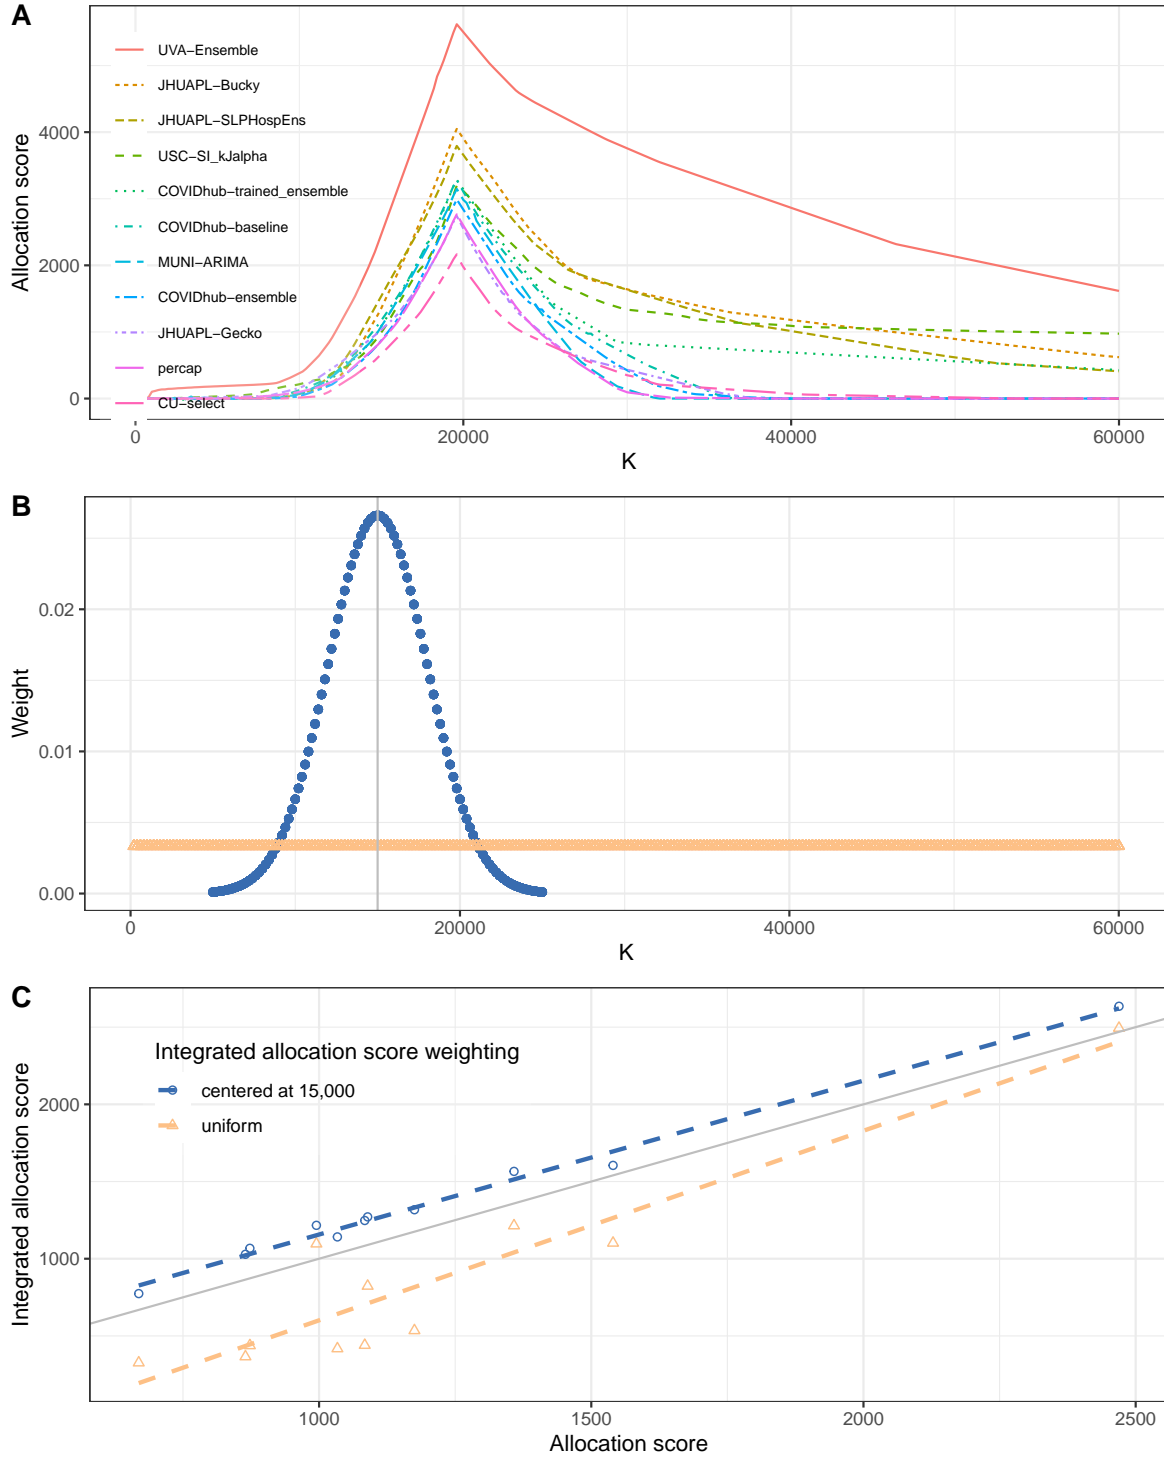 A
Allocation score
4000
2000
0
UVA−Ensemble
JHUAPL−Bucky
JHUAPL−SLPHospEns
USC−SI_kJalpha
COVIDhub−trained_ensemble
COVIDhub−baseline
MUNI−ARIMA
COVIDhub−ensemble
JHUAPL−Gecko
percap
CU−select
0 20000 40000 60000
K
B
Weight
0.02
0.01
0.00
0 20000 40000 60000
K
C
Integrated allocation score
2000
1000
Integrated allocation score weighting
centered at 15,000
uniform
1000 1500 2000 2500
Allocation score